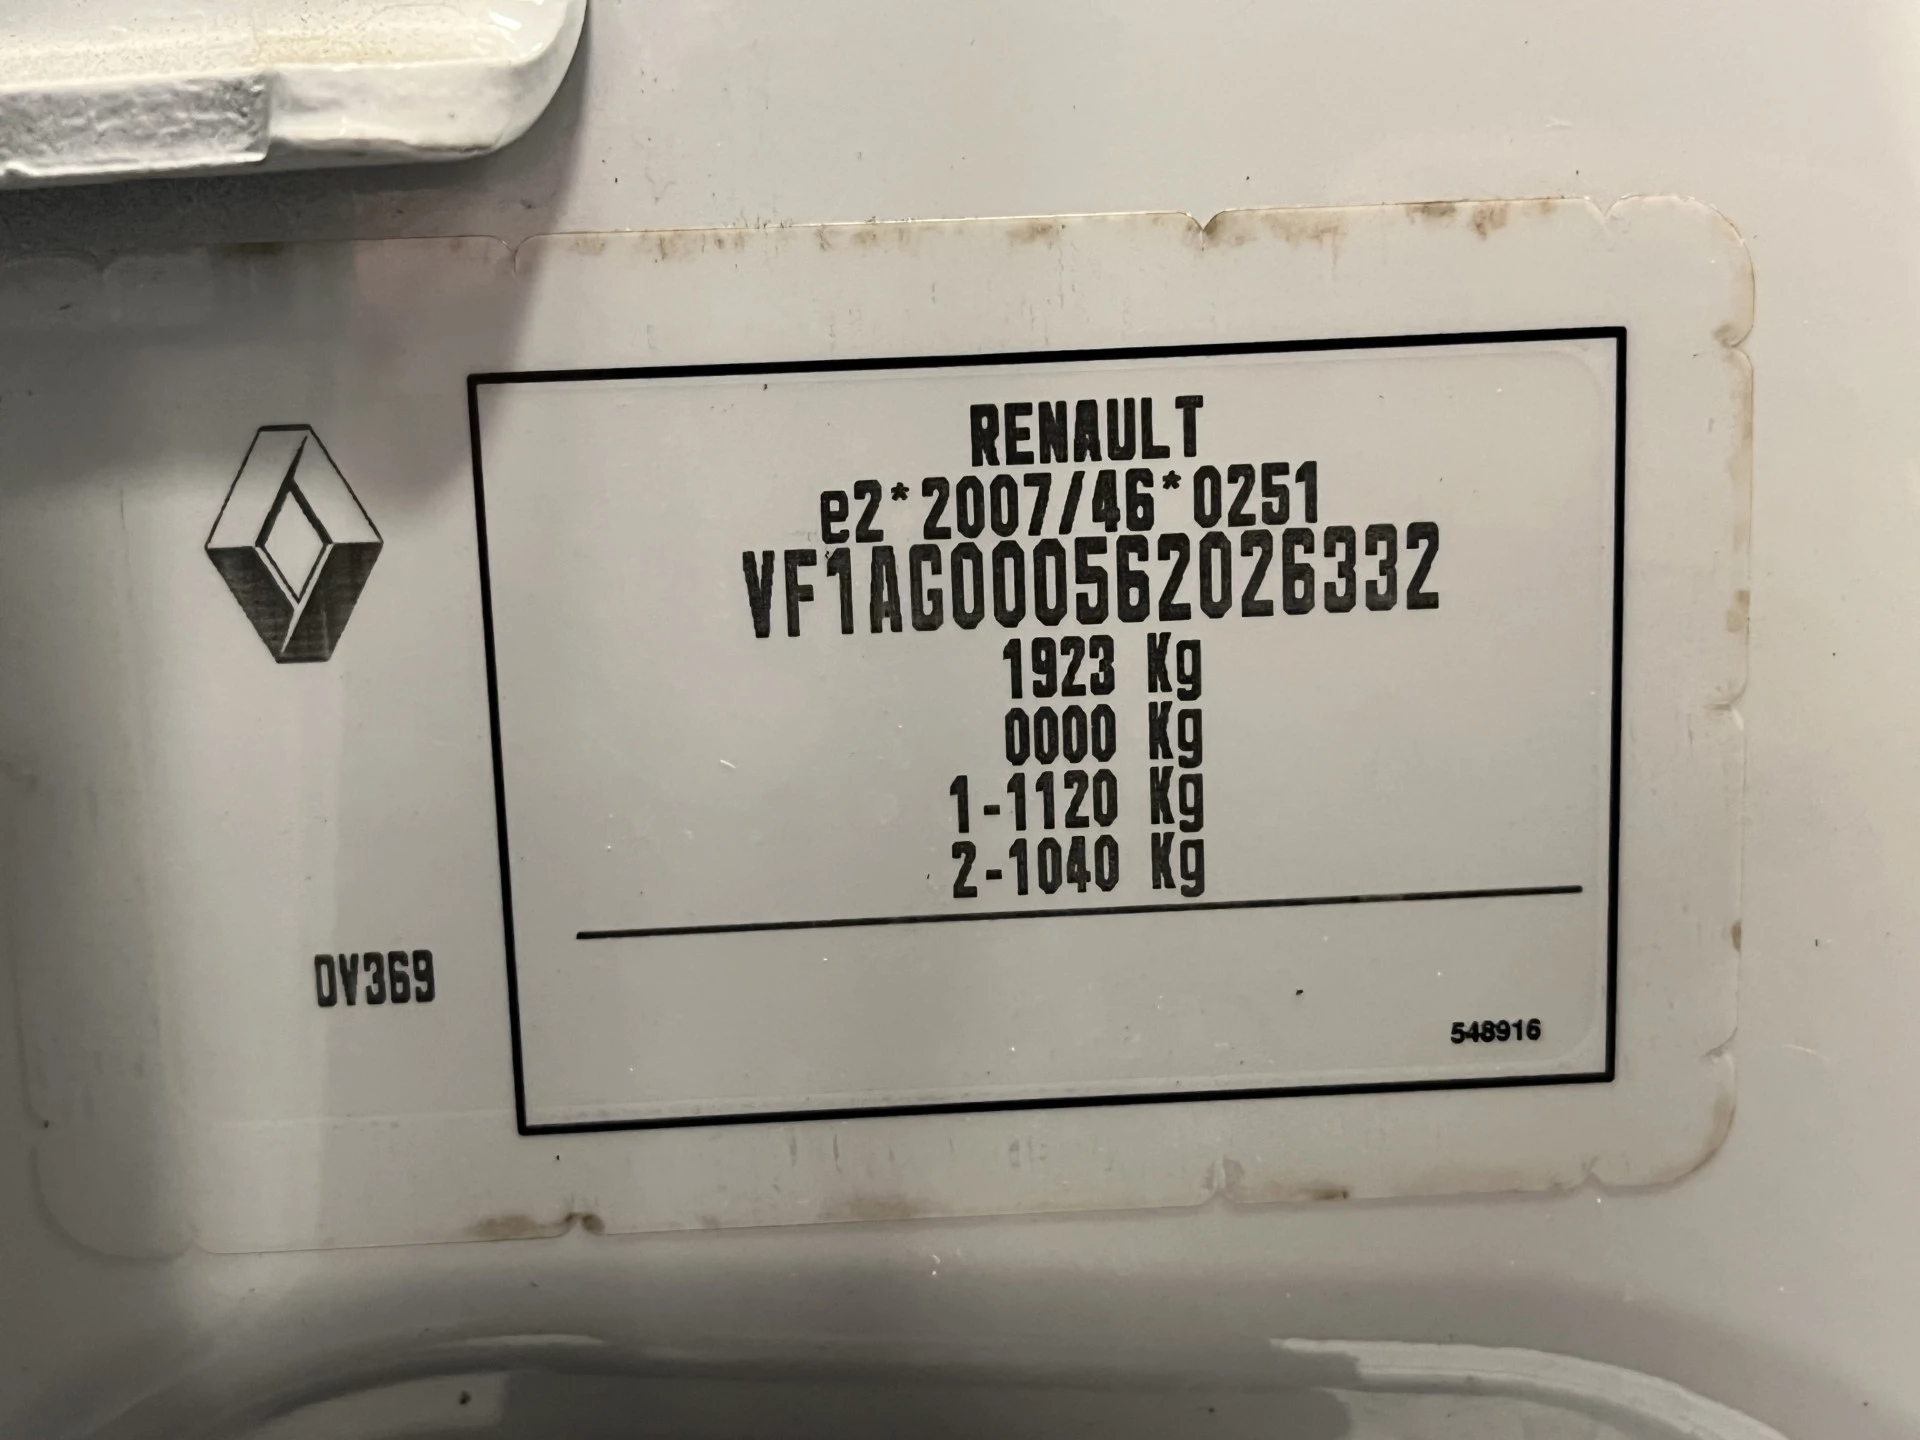 RENAULT
e2*2007/46*0251
VF1AG000562026332
1923 Kg
0000 Kg
1-1120 Kg
2-1040 Kg
DV369
548916